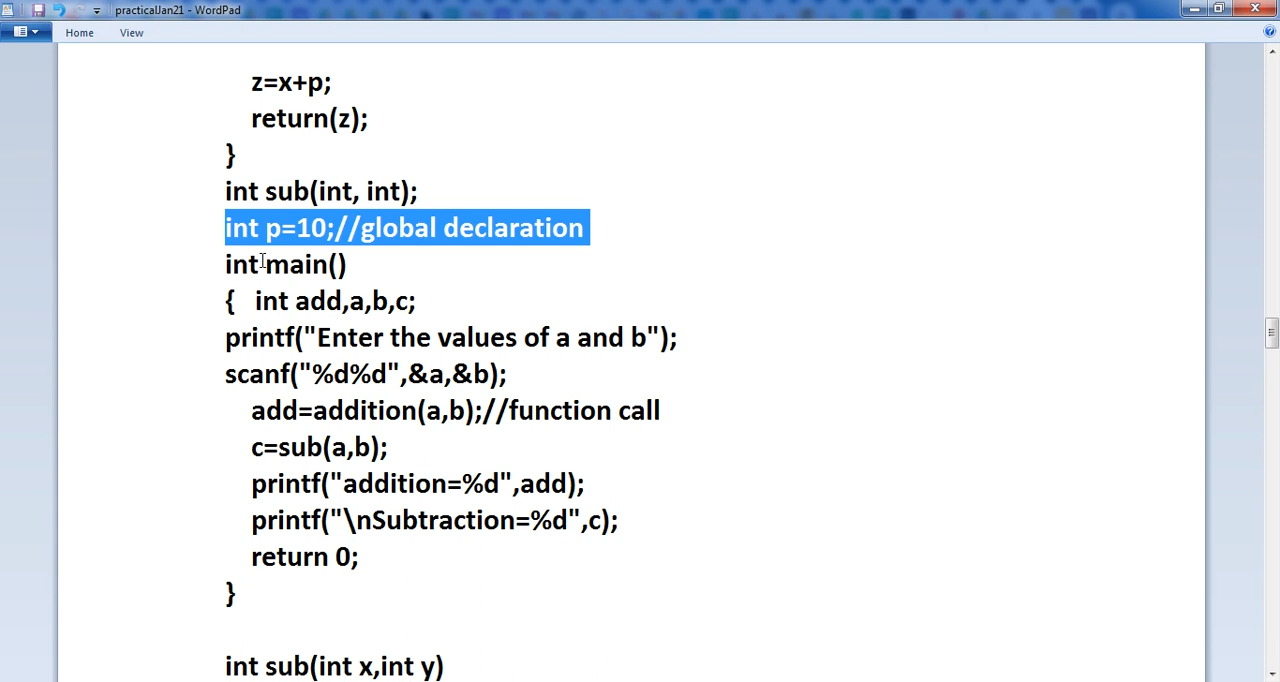 practicalJan21 - WordPad
Home View
z=x+p;
return(z);
}
int sub(int, int);
int p=10;//global declaration
int main()
{ int add,a,b,c;
printf("Enter the values of a and b");
scanf("%d%d",&a,&b);
add=addition(a,b);//function call
c=sub(a,b);
printf("addition=%d",add);
printf("\nSubtraction=%d",c);
return 0;
}
int sub(int x,int y)